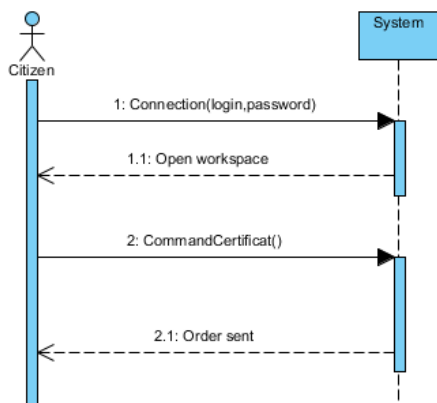 System
Citizen
1: Connection(login,password)
1.1: Open workspace
2: CommandCertificat()
2.1: Order sent